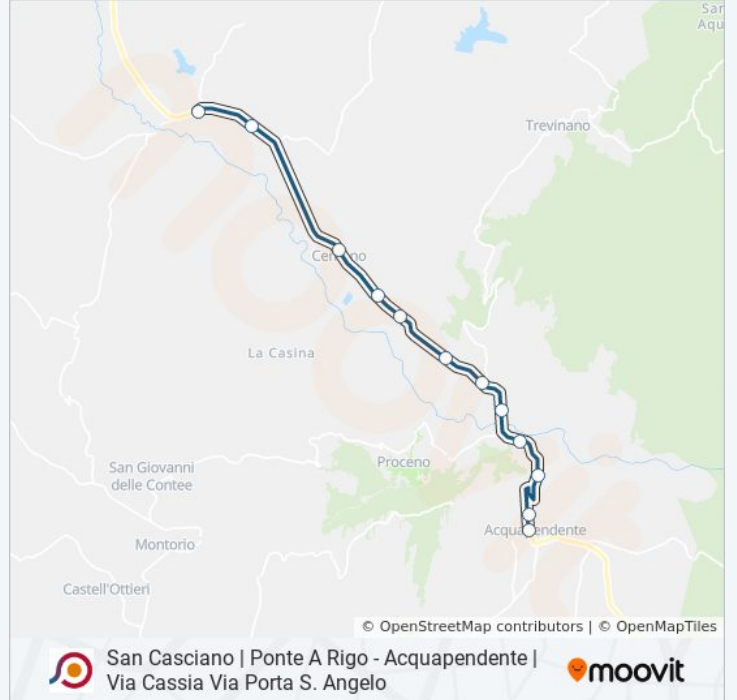 San
Aqu
Trevinano
Centeno
La Casina
Proceno
San Giovanni
delle Contee
Acquapendente
Montorio
Castell'Ottieri
© OpenStreetMap contributors | © OpenMapTiles
San Casciano | Ponte A Rigo - Acquapendente |
Via Cassia Via Porta S. Angelo
moovit